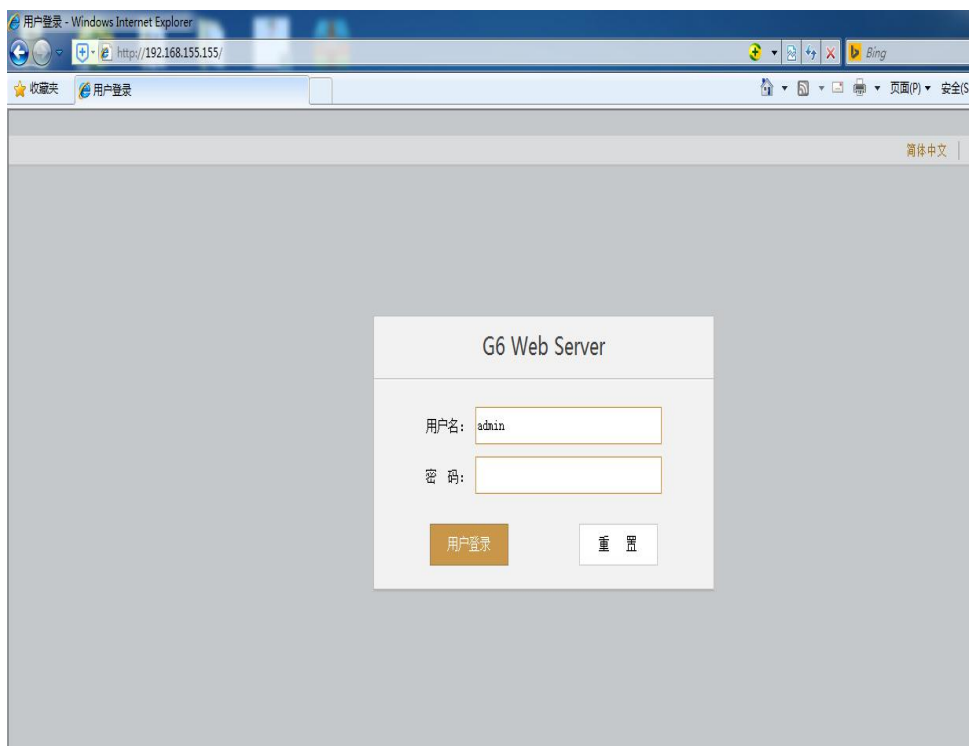 用户登录 - Windows Internet Explorer
http://192.168.155.155/
Bing
收藏夹
用户登录
页面(P)
安全(S
简体中文
G6 Web Server
用户名：
admin
密 码：
用户登录
重 置